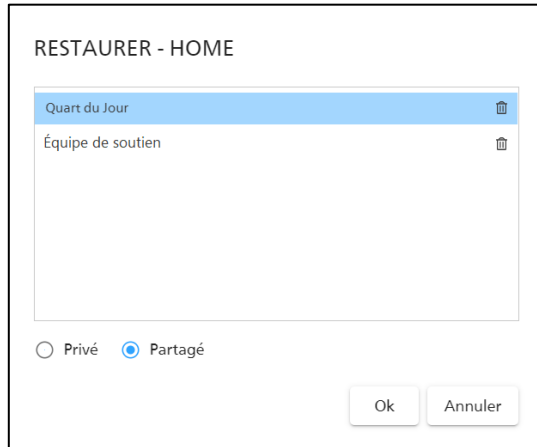 RESTAURER - HOME
Quart du Jour
Équipe de soutien
Privé Partagé
Ok Annuler